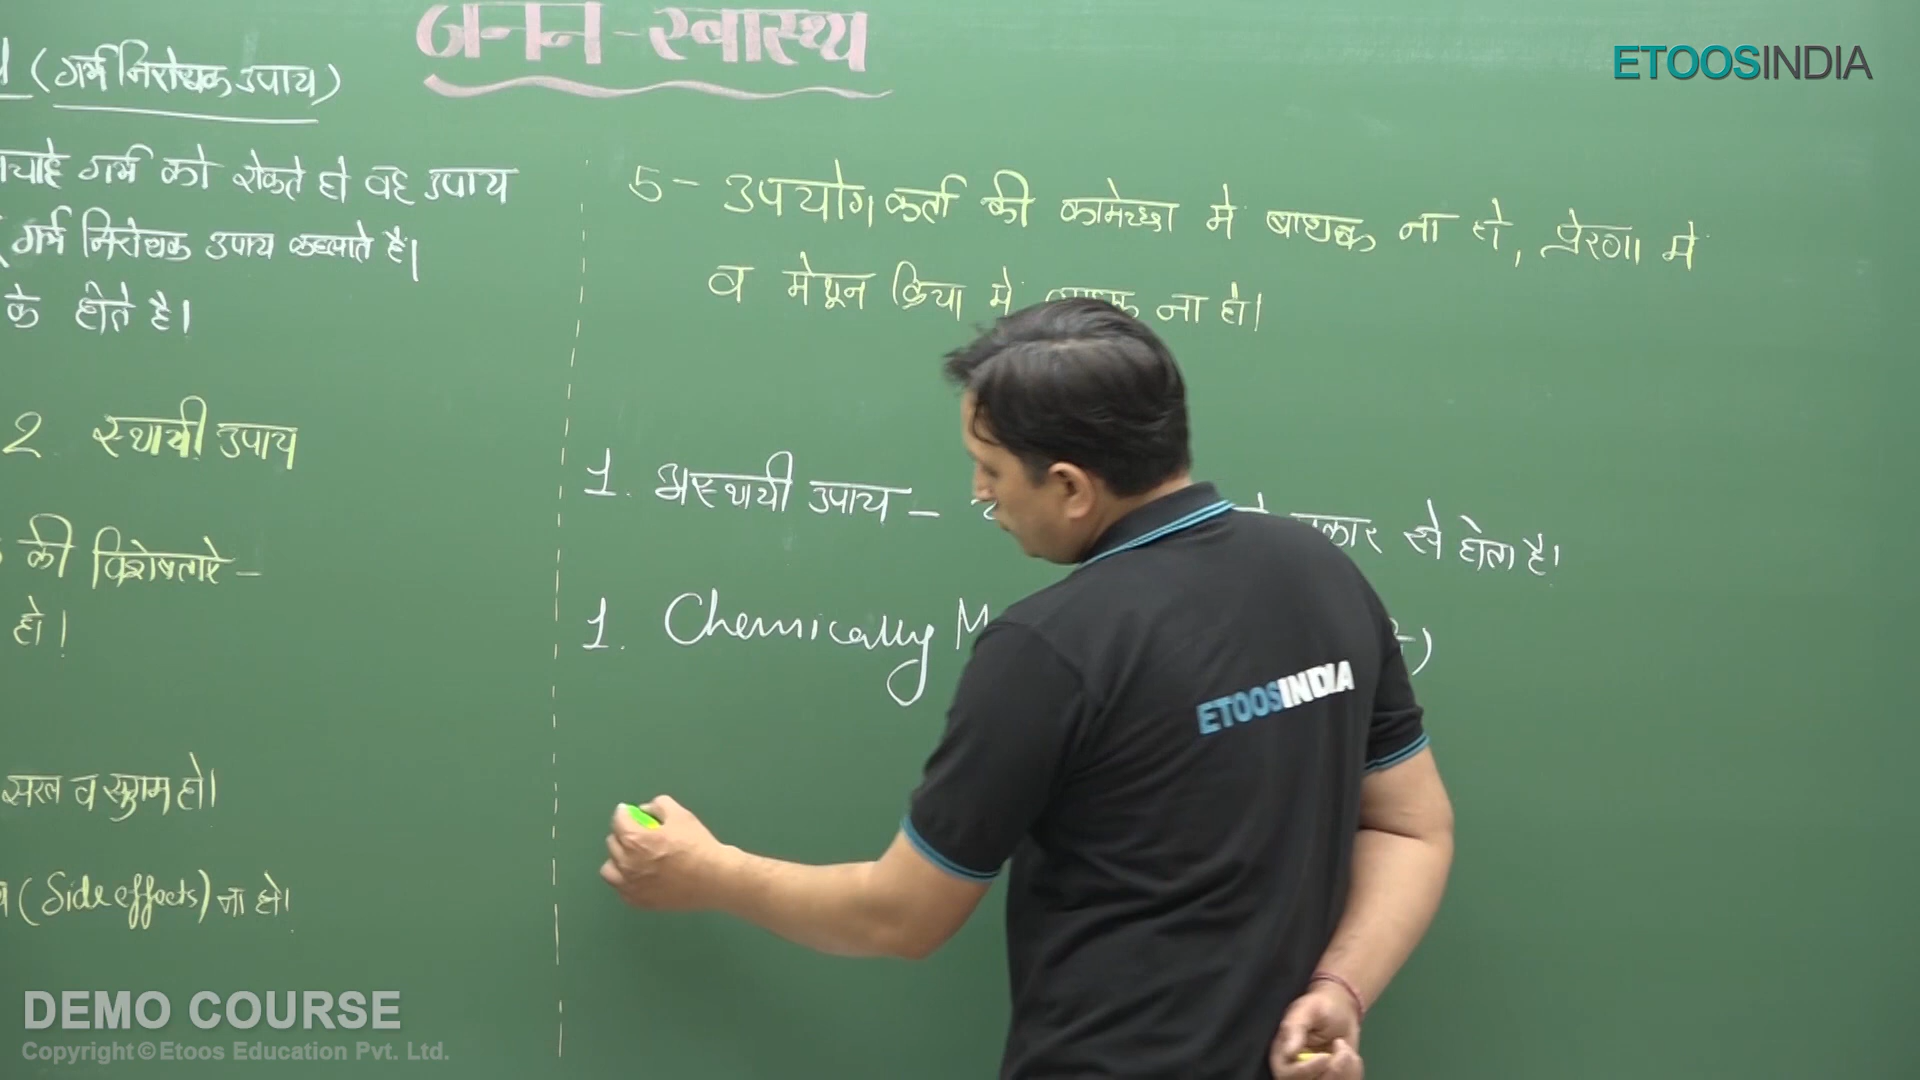 जनन-स्वास्थ्य
ETOOSINDIA
(गर्भ निरोधक उपाय)
गर्भ को रोकते हो वह उपाय
गर्भ निरोधक उपाय कहलाते है।
के होते है।
2 स्थायी उपाय
की विशेषताऐ-
हो।
सरल व सुगम हो।
(Side effects) ना हो।
5- उपयोगकर्ता की कामेच्छा मे बाधक ना हो, प्रेरणा मे
व मैथून क्रिया मे ना हो।
1. अस्थायी उपाय - से होता है।
1. Chemically M
ETOOSINDIA
DEMO COURSE
Copyright © Etoos Education Pvt. Ltd.